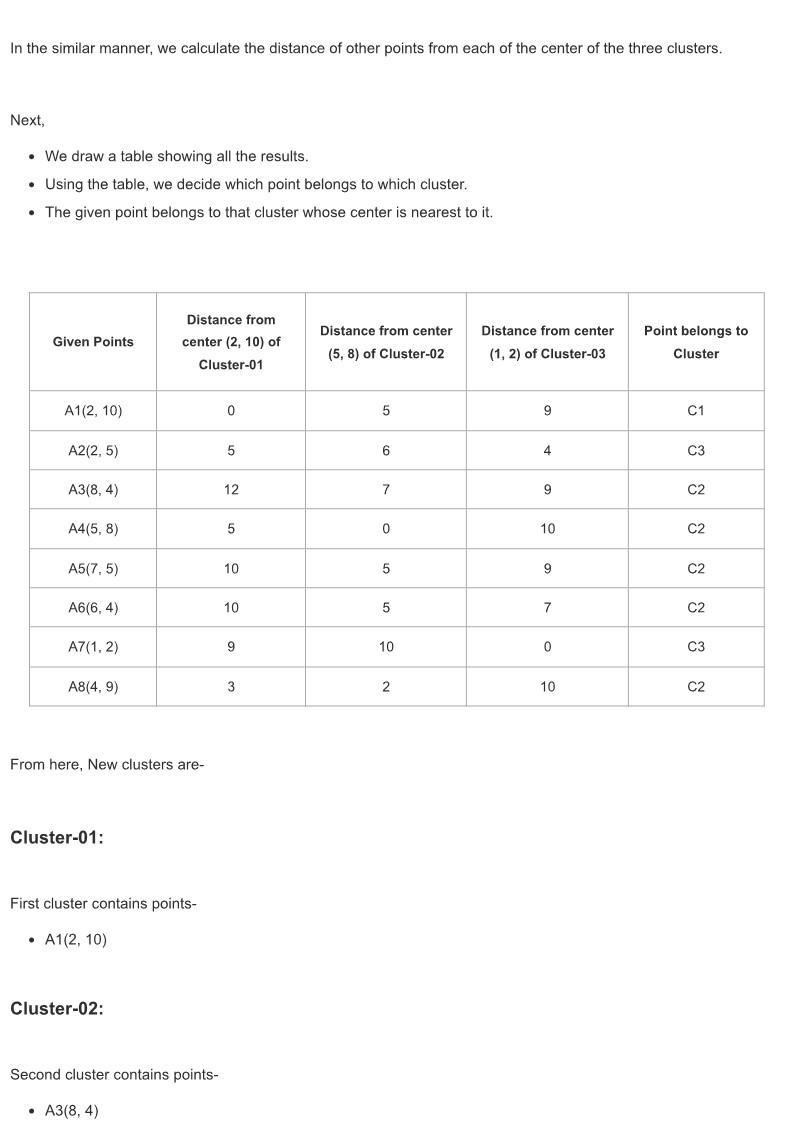 In the similar manner, we calculate the distance of other points from each of the center of the three clusters.
Next,
• We draw a table showing all the results.
• Using the table, we decide which point belongs to which cluster.
• The given point belongs to that cluster whose center is nearest to it.
Given Points | Distance from center (2, 10) of Cluster-01 | Distance from center (5, 8) of Cluster-02 | Distance from center (1, 2) of Cluster-03 | Point belongs to Cluster
A1(2, 10) | 0 | 5 | 9 | C1
A2(2, 5) | 5 | 6 | 4 | C3
A3(8, 4) | 12 | 7 | 9 | C2
A4(5, 8) | 5 | 0 | 10 | C2
A5(7, 5) | 10 | 5 | 9 | C2
A6(6, 4) | 10 | 5 | 7 | C2
A7(1, 2) | 9 | 10 | 0 | C3
A8(4, 9) | 3 | 2 | 10 | C2
From here, New clusters are-
Cluster-01:
First cluster contains points-
• A1(2, 10)
Cluster-02:
Second cluster contains points-
• A3(8, 4)